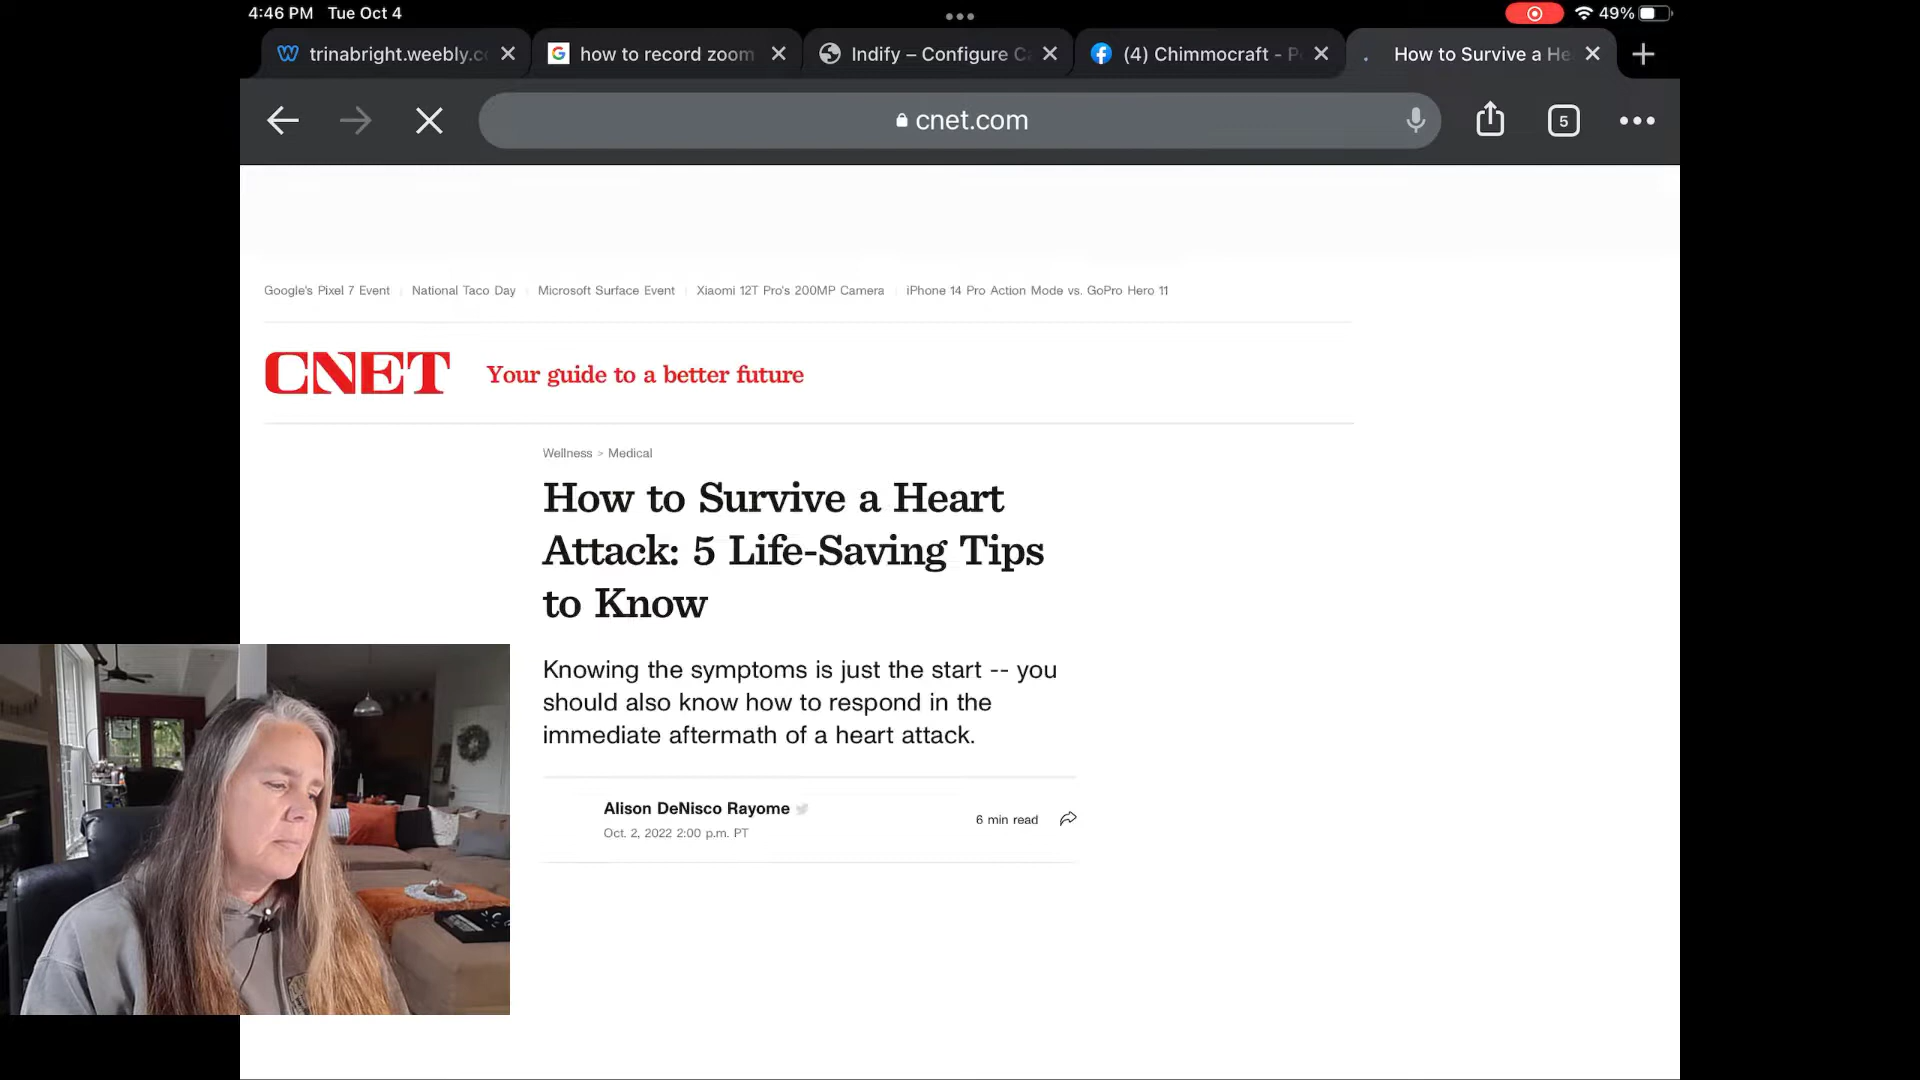 4:46 PM Tue Oct 4
49%
trinabright.weebly.c
how to record zoom
Indify – Configure C
(4) Chimmocraft - P
How to Survive a He
cnet.com
5
Google's Pixel 7 Event
National Taco Day
Microsoft Surface Event
Xiaomi 12T Pro's 200MP Camera
iPhone 14 Pro Action Mode vs. GoPro Hero 11
CNET
Your guide to a better future
Wellness > Medical
How to Survive a Heart
Attack: 5 Life-Saving Tips
to Know
Knowing the symptoms is just the start -- you
should also know how to respond in the
immediate aftermath of a heart attack.
Alison DeNisco Rayome
Oct. 2, 2022 2:00 p.m. PT
6 min read